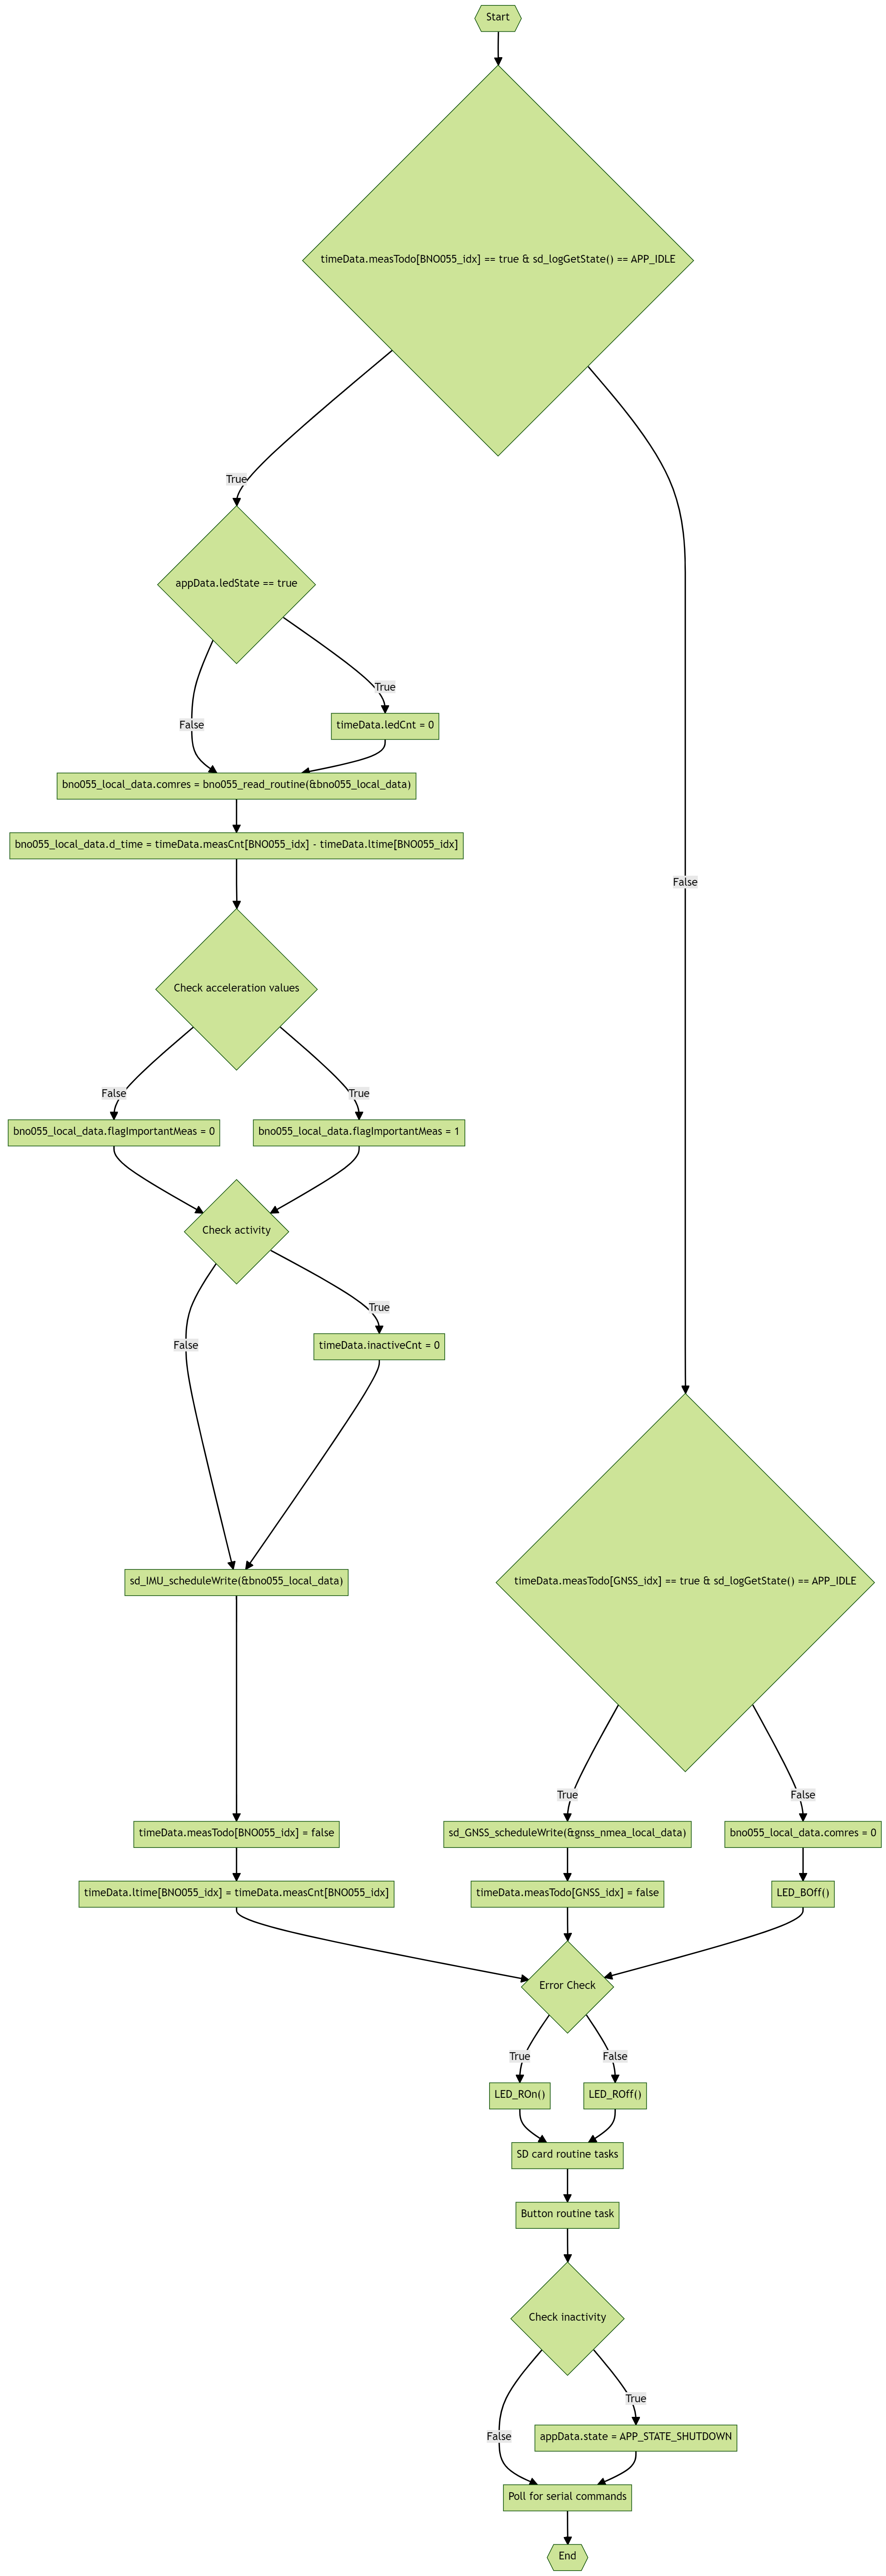 Start
timeData.measTodo[BNO055_idx] == true & sd_logGetState() == APP_IDLE
True
appData.ledState == true
True
False
timeData.ledCnt = 0
bno055_local_data.comres = bno055_read_routine(&bno055_local_data)
bno055_local_data.d_time = timeData.measCnt[BNO055_idx] - timeData.ltime[BNO055_idx]
False
Check acceleration values
False
True
bno055_local_data.flagImportantMeas = 0
bno055_local_data.flagImportantMeas = 1
Check activity
True
False
timeData.inactiveCnt = 0
sd_IMU_scheduleWrite(&bno055_local_data)
timeData.measTodo[GNSS_idx] == true & sd_logGetState() == APP_IDLE
True
False
timeData.measTodo[BNO055_idx] = false
sd_GNSS_scheduleWrite(&gnss_nmea_local_data)
bno055_local_data.comres = 0
timeData.ltime[BNO055_idx] = timeData.measCnt[BNO055_idx]
timeData.measTodo[GNSS_idx] = false
LED_BOff()
Error Check
True
False
LED_ROn()
LED_ROff()
SD card routine tasks
Button routine task
Check inactivity
True
False
appData.state = APP_STATE_SHUTDOWN
Poll for serial commands
End